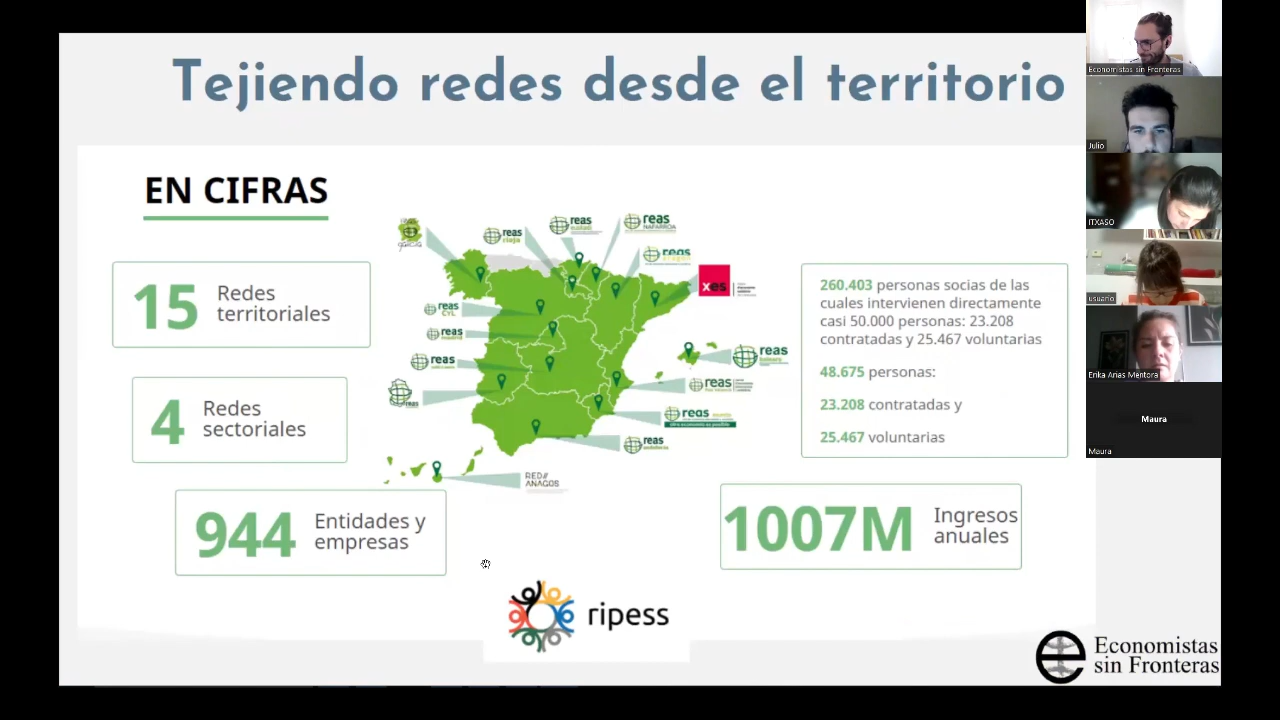 Tejiendo redes desde el territorio
EN CIFRAS
15
Redes
territoriales
4
Redes
sectoriales
944
Entidades y
empresas
reas
rioja
reas
reas
NAFARROA
reas
xes
reas
CYL
reas
madrid
reas
reas
reas
reas
reas
reas
reas
RED//
ANAGOS
260.403 personas socias de las
cuales intervienen directamente
casi 50.000 personas: 23.208
contratadas y 25.467 voluntarias
48.675 personas:
23.208 contratadas y
25.467 voluntarias
1007M
Ingresos
anuales
ripess
Economistas
sin Fronteras
Economistas sin Fronteras
Julio
ITXASO
usuario
Erika Arias Mentora
Maura
Maura